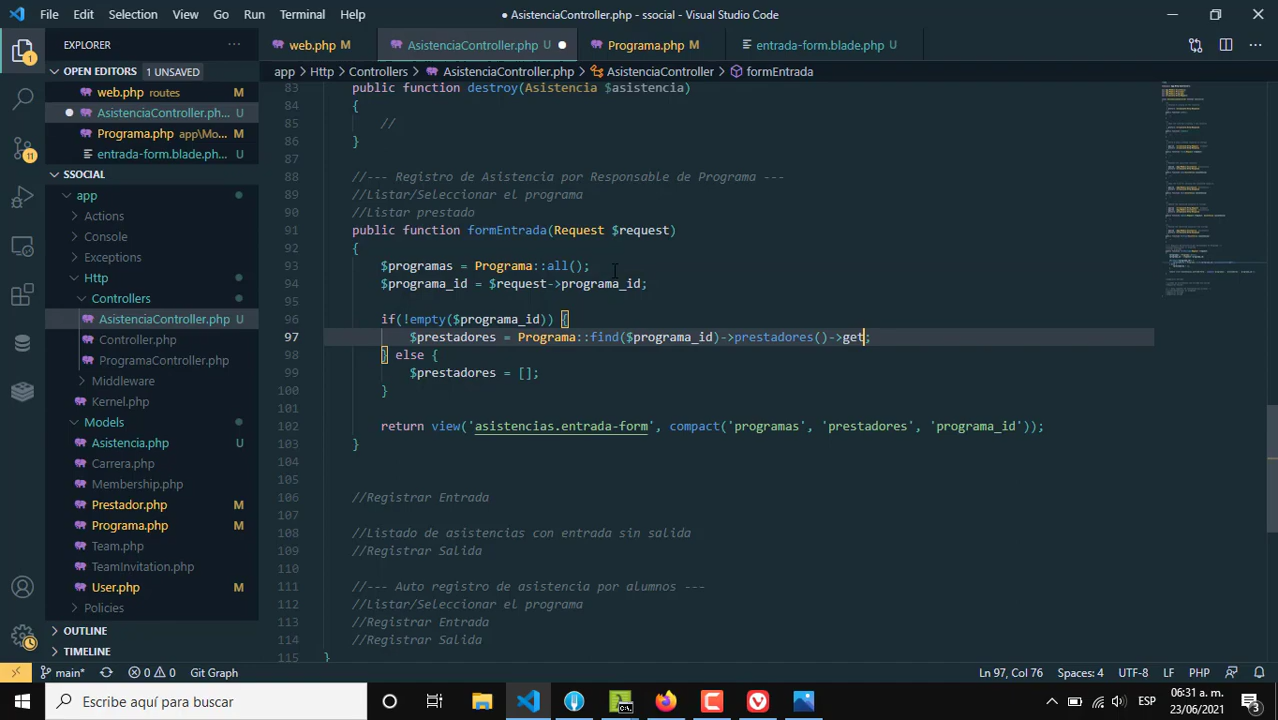 File Edit Selection View Go Run Terminal Help
● AsistenciaController.php - ssocial - Visual Studio Code
EXPLORER
web.php M
AsistenciaController.php U ●
Programa.php M
entrada-form.blade.php U
OPEN EDITORS 1 UNSAVED
web.php routes M
AsistenciaController.ph... U
Programa.php app\Mo... M
entrada-form.blade.ph... U
SSOCIAL
app
Actions
Console
Exceptions
Http
Controllers
AsistenciaController.php U
Controller.php
ProgramaController.php
Middleware
Kernel.php
Models
Asistencia.php U
Carrera.php
Membership.php
Prestador.php M
Programa.php M
Team.php
TeamInvitation.php
User.php M
Policies
OUTLINE
TIMELINE
app > Http > Controllers > AsistenciaController.php > AsistenciaController > formEntrada
83 public function destroy(Asistencia $asistencia)
84 {
85 //
86 }
87
88 //--- Registro de asistencia por Responsable de Programa ---
89 //Listar/Seleccionar el programa
90 //Listar prestado
91 public function formEntrada(Request $request)
92 {
93 $programas = Programa::all();
94 $programa_id = $request->programa_id;
95
96 if(!empty($programa_id)) {
97 $prestadores = Programa::find($programa_id)->prestadores()->get;
98 } else {
99 $prestadores = [];
100 }
101
102 return view('asistencias.entrada-form', compact('programas', 'prestadores', 'programa_id'));
103 }
104
105
106 //Registrar Entrada
107
108 //Listado de asistencias con entrada sin salida
109 //Registrar Salida
110
111 //--- Auto registro de asistencia por alumnos ---
112 //Listar/Seleccionar el programa
113 //Registrar Entrada
114 //Registrar Salida
115 }
main* 0 0 Git Graph
Ln 97, Col 76 Spaces: 4 UTF-8 LF PHP
Escribe aquí para buscar
ESP
06:31 a. m.
23/06/2021
3
1
11